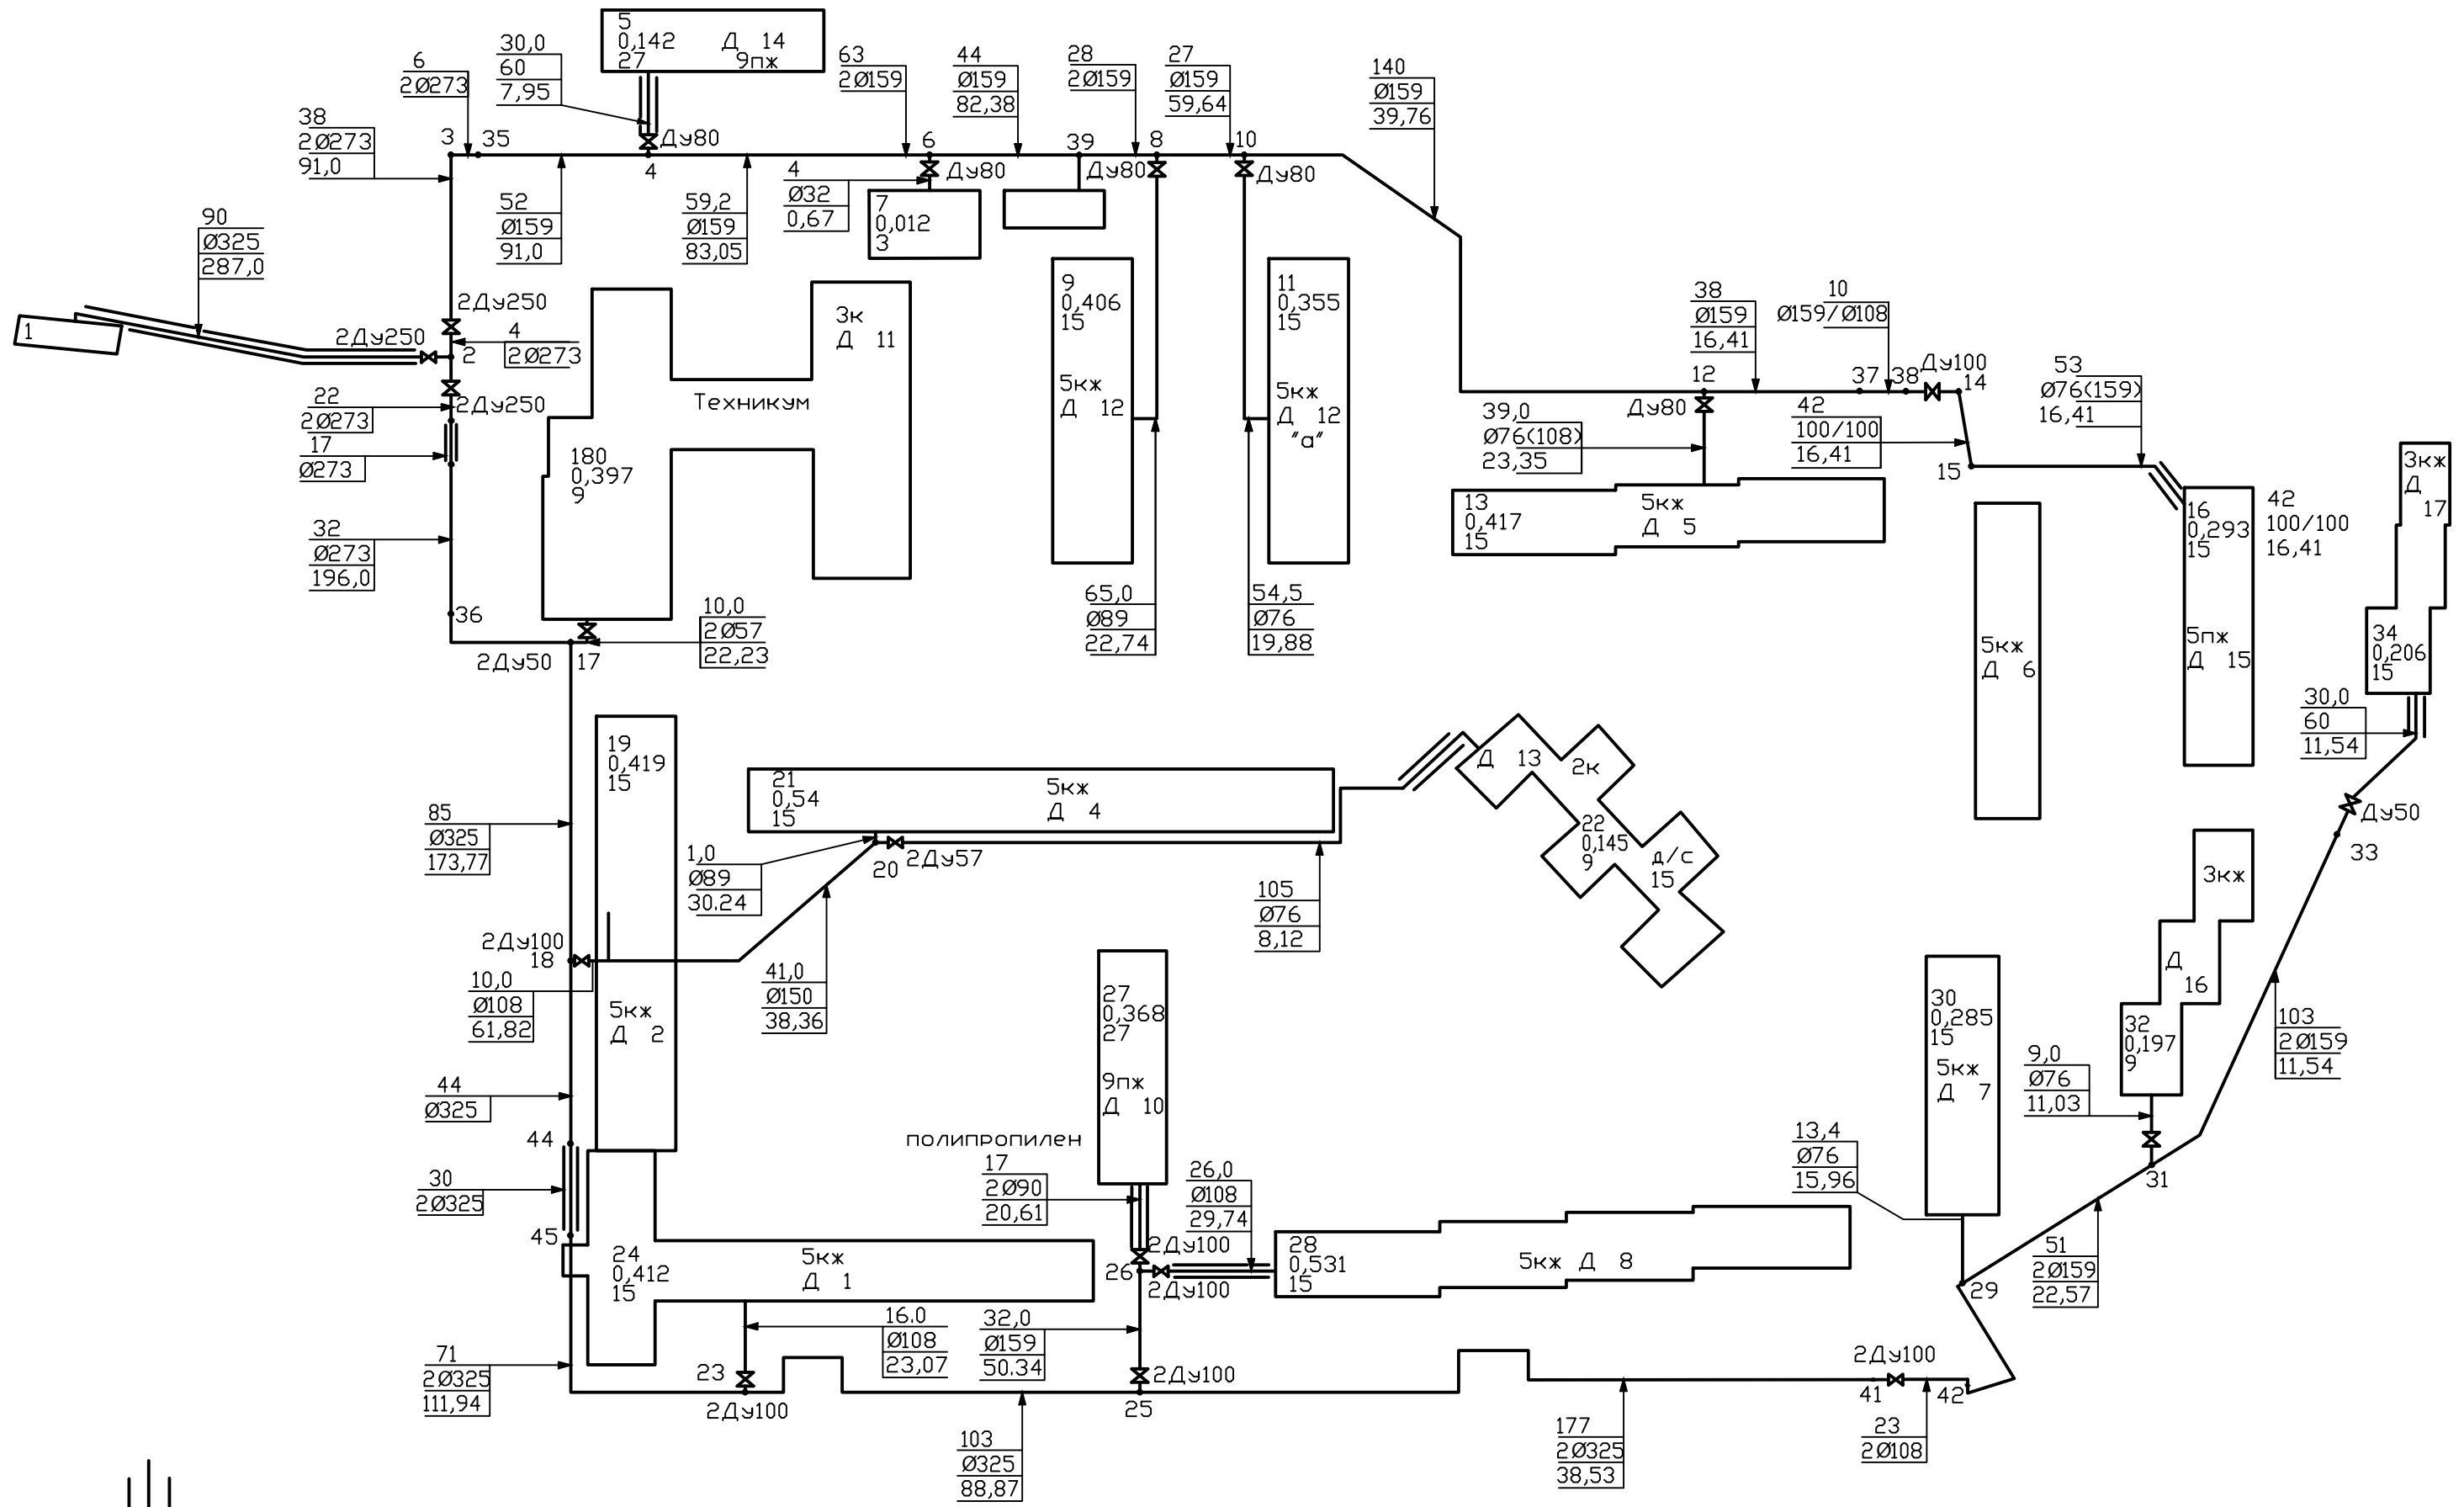 5
0,142 Д 14
27 9пж
30,0
60
7,95
6
2Ø273
38
2Ø273
91,0
3
35
Ду80
4
63
2Ø159
44
Ø159
82,38
28
2Ø159
27
Ø159
59,64
140
Ø159
39,76
6
39
8
10
Ду80
Ду80
Ду80
4
Ø32
0,67
7
0,012
3
52
Ø159
91,0
59,2
Ø159
83,05
90
Ø325
287,0
1
2Ду250
2Ду250
4
2Ø273
2
2Ду250
22
2Ø273
17
Ø273
32
Ø273
196,0
36
3к
Д 11
Техникум
180
0,397
9
10,0
2Ø57
22,23
2Ду50
17
9
0,406
15
5кж
Д 12
11
0,355
15
5кж
Д 12
"а"
65,0
Ø89
22,74
54,5
Ø76
19,88
38
Ø159
16,41
10
Ø159/Ø108
12
37
38
Ду100
14
53
Ø76(159)
16,41
Ду80
39,0
Ø76(108)
23,35
42
100/100
16,41
15
13
0,417
15
5кж
Д 5
16
0,293
15
5пж
Д 15
42
100/100
16,41
5кж
Д 6
3кж
Д
17
34
0,206
15
30,0
60
11,54
Ду50
33
19
0,419
15
5кж
Д 2
85
Ø325
173,77
21
0,54
15
5кж
Д 4
1,0
Ø89
30.24
20
2Ду57
Д 13
2к
22
0,145
9
д/с
15
105
Ø76
8,12
2Ду100
18
10,0
Ø108
61,82
41,0
Ø150
38,36
44
Ø325
44
30
2Ø325
45
24
0,412
15
5кж
Д 1
71
2Ø325
111,94
23
2Ду100
16.0
Ø108
23,07
27
0,368
27
9пж
Д 10
полипропилен
17
2Ø90
20,61
26,0
Ø108
29,74
2Ду100
26
2Ду100
28
0,531
15
5кж Д 8
32,0
Ø159
50.34
2Ду100
25
103
Ø325
88,87
177
2Ø325
38,53
2Ду100
41
42
23
2Ø108
30
0,285
15
5кж
Д 7
13,4
Ø76
15,96
29
51
2Ø159
22,57
3кж
Д
16
32
0,197
9
9,0
Ø76
11,03
31
103
2Ø159
11,54